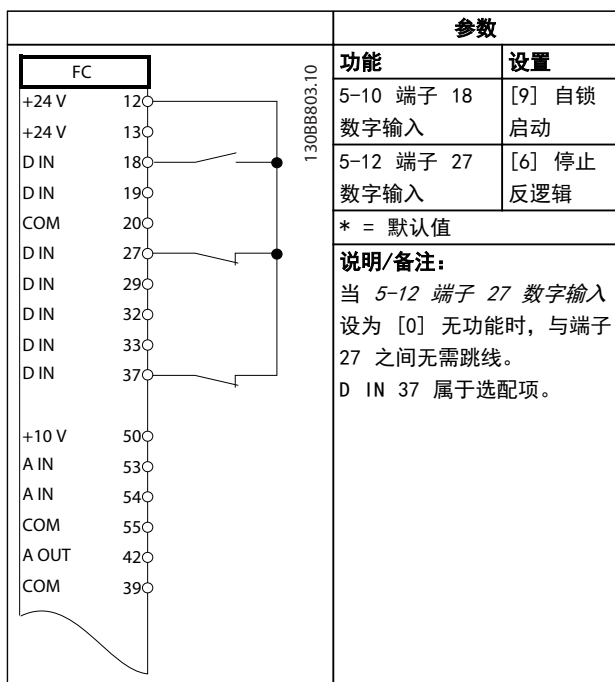 FC
+24 V 12
+24 V 13
D IN 18
D IN 19
COM 20
D IN 27
D IN 29
D IN 32
D IN 33
D IN 37
+10 V 50
A IN 53
A IN 54
COM 55
A OUT 42
COM 39
130BB803.10
参数
功能 设置
5-10 端子 18 [9] 自锁
数字输入 启动
5-12 端子 27 [6] 停止
数字输入 反逻辑
* = 默认值
说明/备注：
当 5-12 端子 27 数字输入
设为 [0] 无功能时，与端子
27 之间无需跳线。
D IN 37 属于选配项。